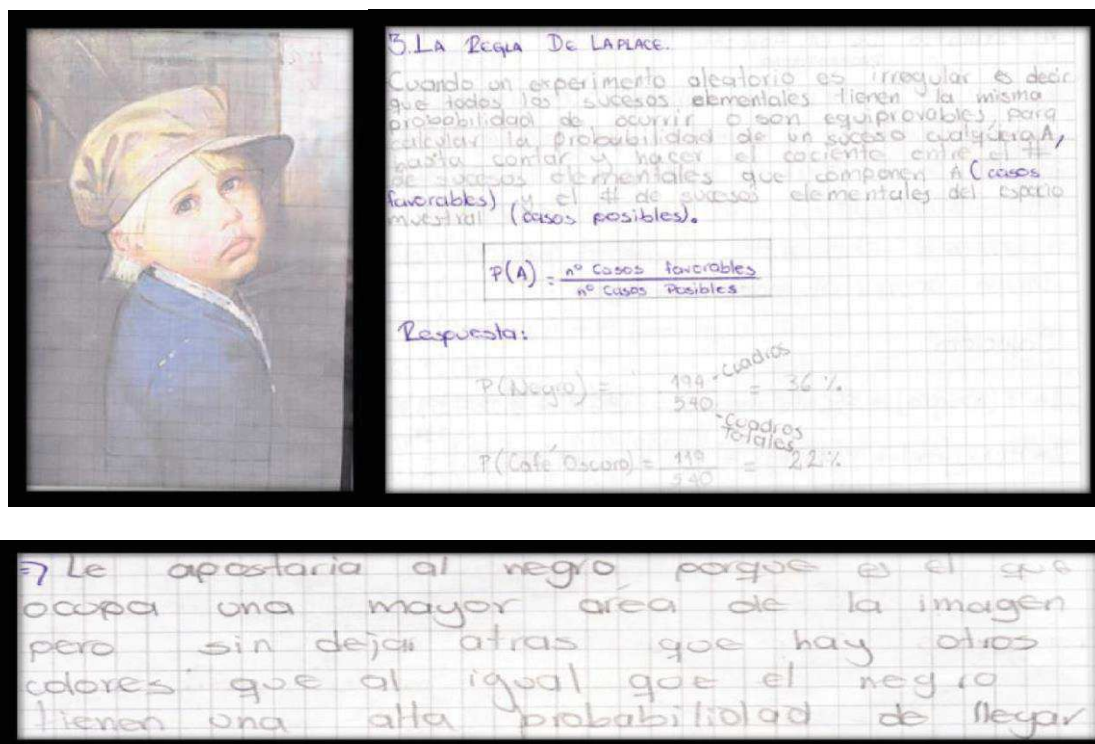 3. LA REGLA DE LAPLACE.
Cuando un experimento aleatorio es irregular es decir
que todos los sucesos elementales tienen la misma
probabilidad de ocurrir o son equiprovables, para
calcular la probabilidad de un suceso cualquiera A,
basta contar y hacer el cociente entre el #
de sucesos elementales que componen A (casos
favorables) y el # de sucesos elementales del espacio
muestral (casos posibles).
P(A) = nº casos favorables
nº casos Posibles
Respuesta:
P(Negro) = 194 - cuadros = 36 %
540 - cuadros totales
P(Café Oscuro) = 119 = 22 %
540
=> Le apostaria al negro porque es el que
ocupa una mayor area de la imagen
pero sin dejar atras que hay otros
colores que al igual que el negro
tienen una alta probabilidad de llegar